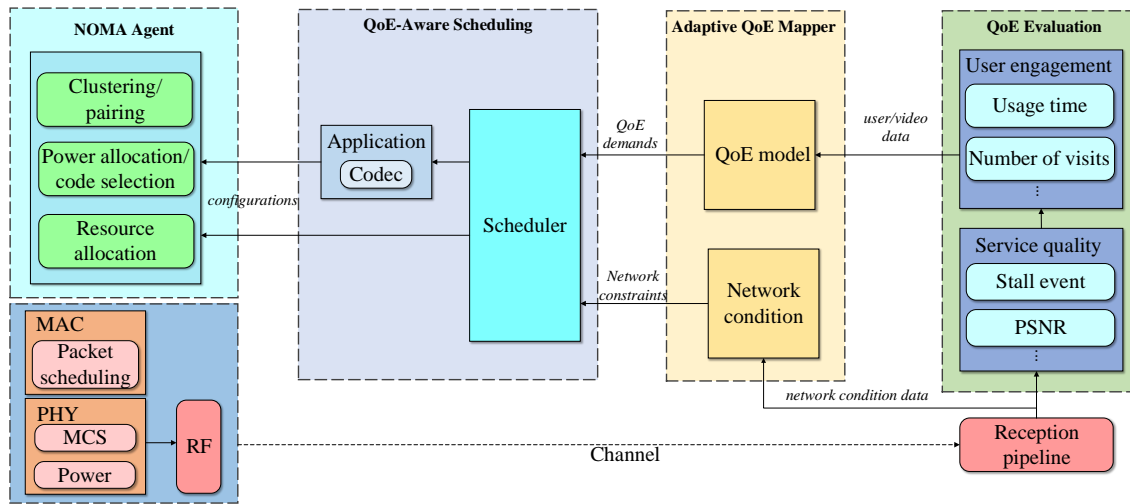 NOMA Agent
Clustering/
pairing
Power allocation/
code selection
Resource
allocation
configurations
QoE-Aware Scheduling
Application
Codec
Scheduler
QoE
demands
Network
constraints
Adaptive QoE Mapper
QoE model
Network
condition
user/video
data
network condition data
QoE Evaluation
User engagement
Usage time
Number of visits
...
Service quality
Stall event
PSNR
...
MAC
Packet
scheduling
PHY
MCS
Power
RF
Channel
Reception
pipeline